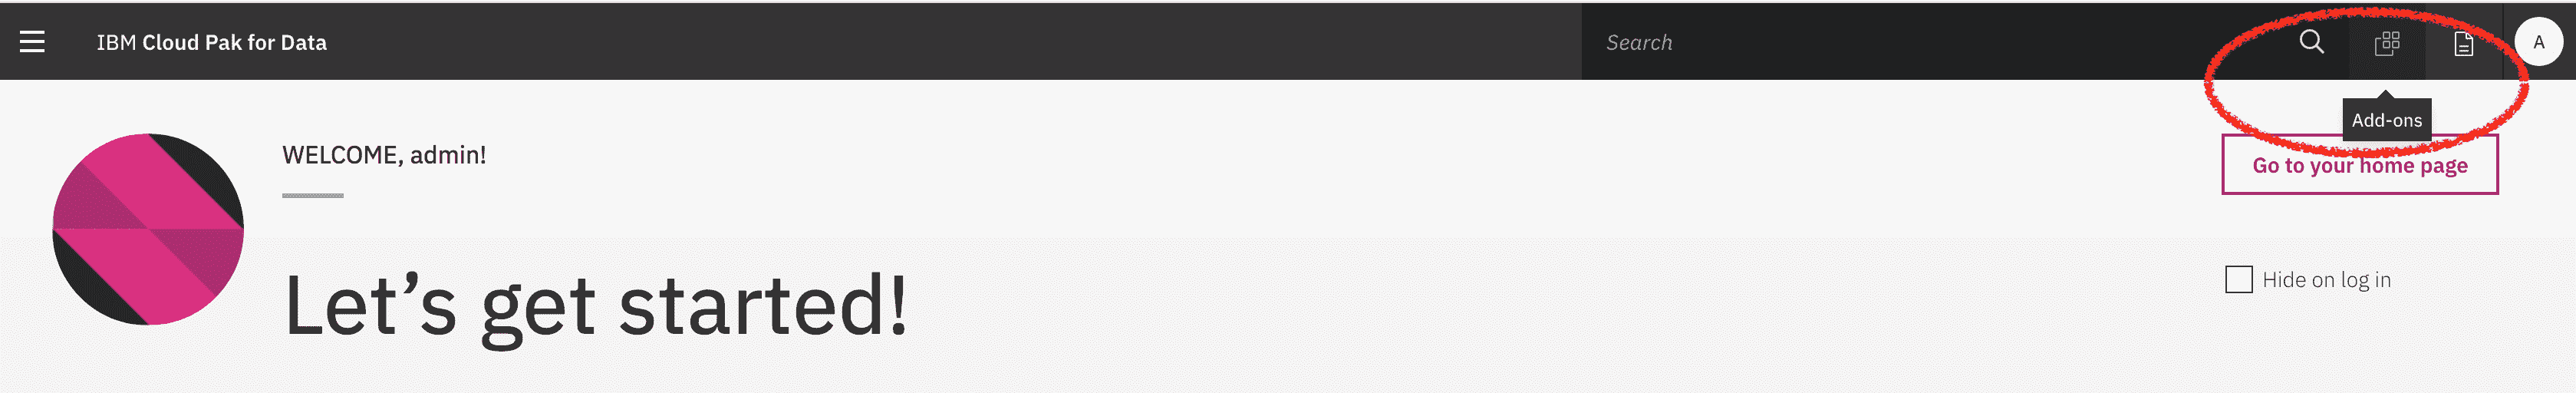 IBM Cloud Pak for Data
Search
A
Add-ons
WELCOME, admin!
Go to your home page
Let’s get started!
Hide on log in